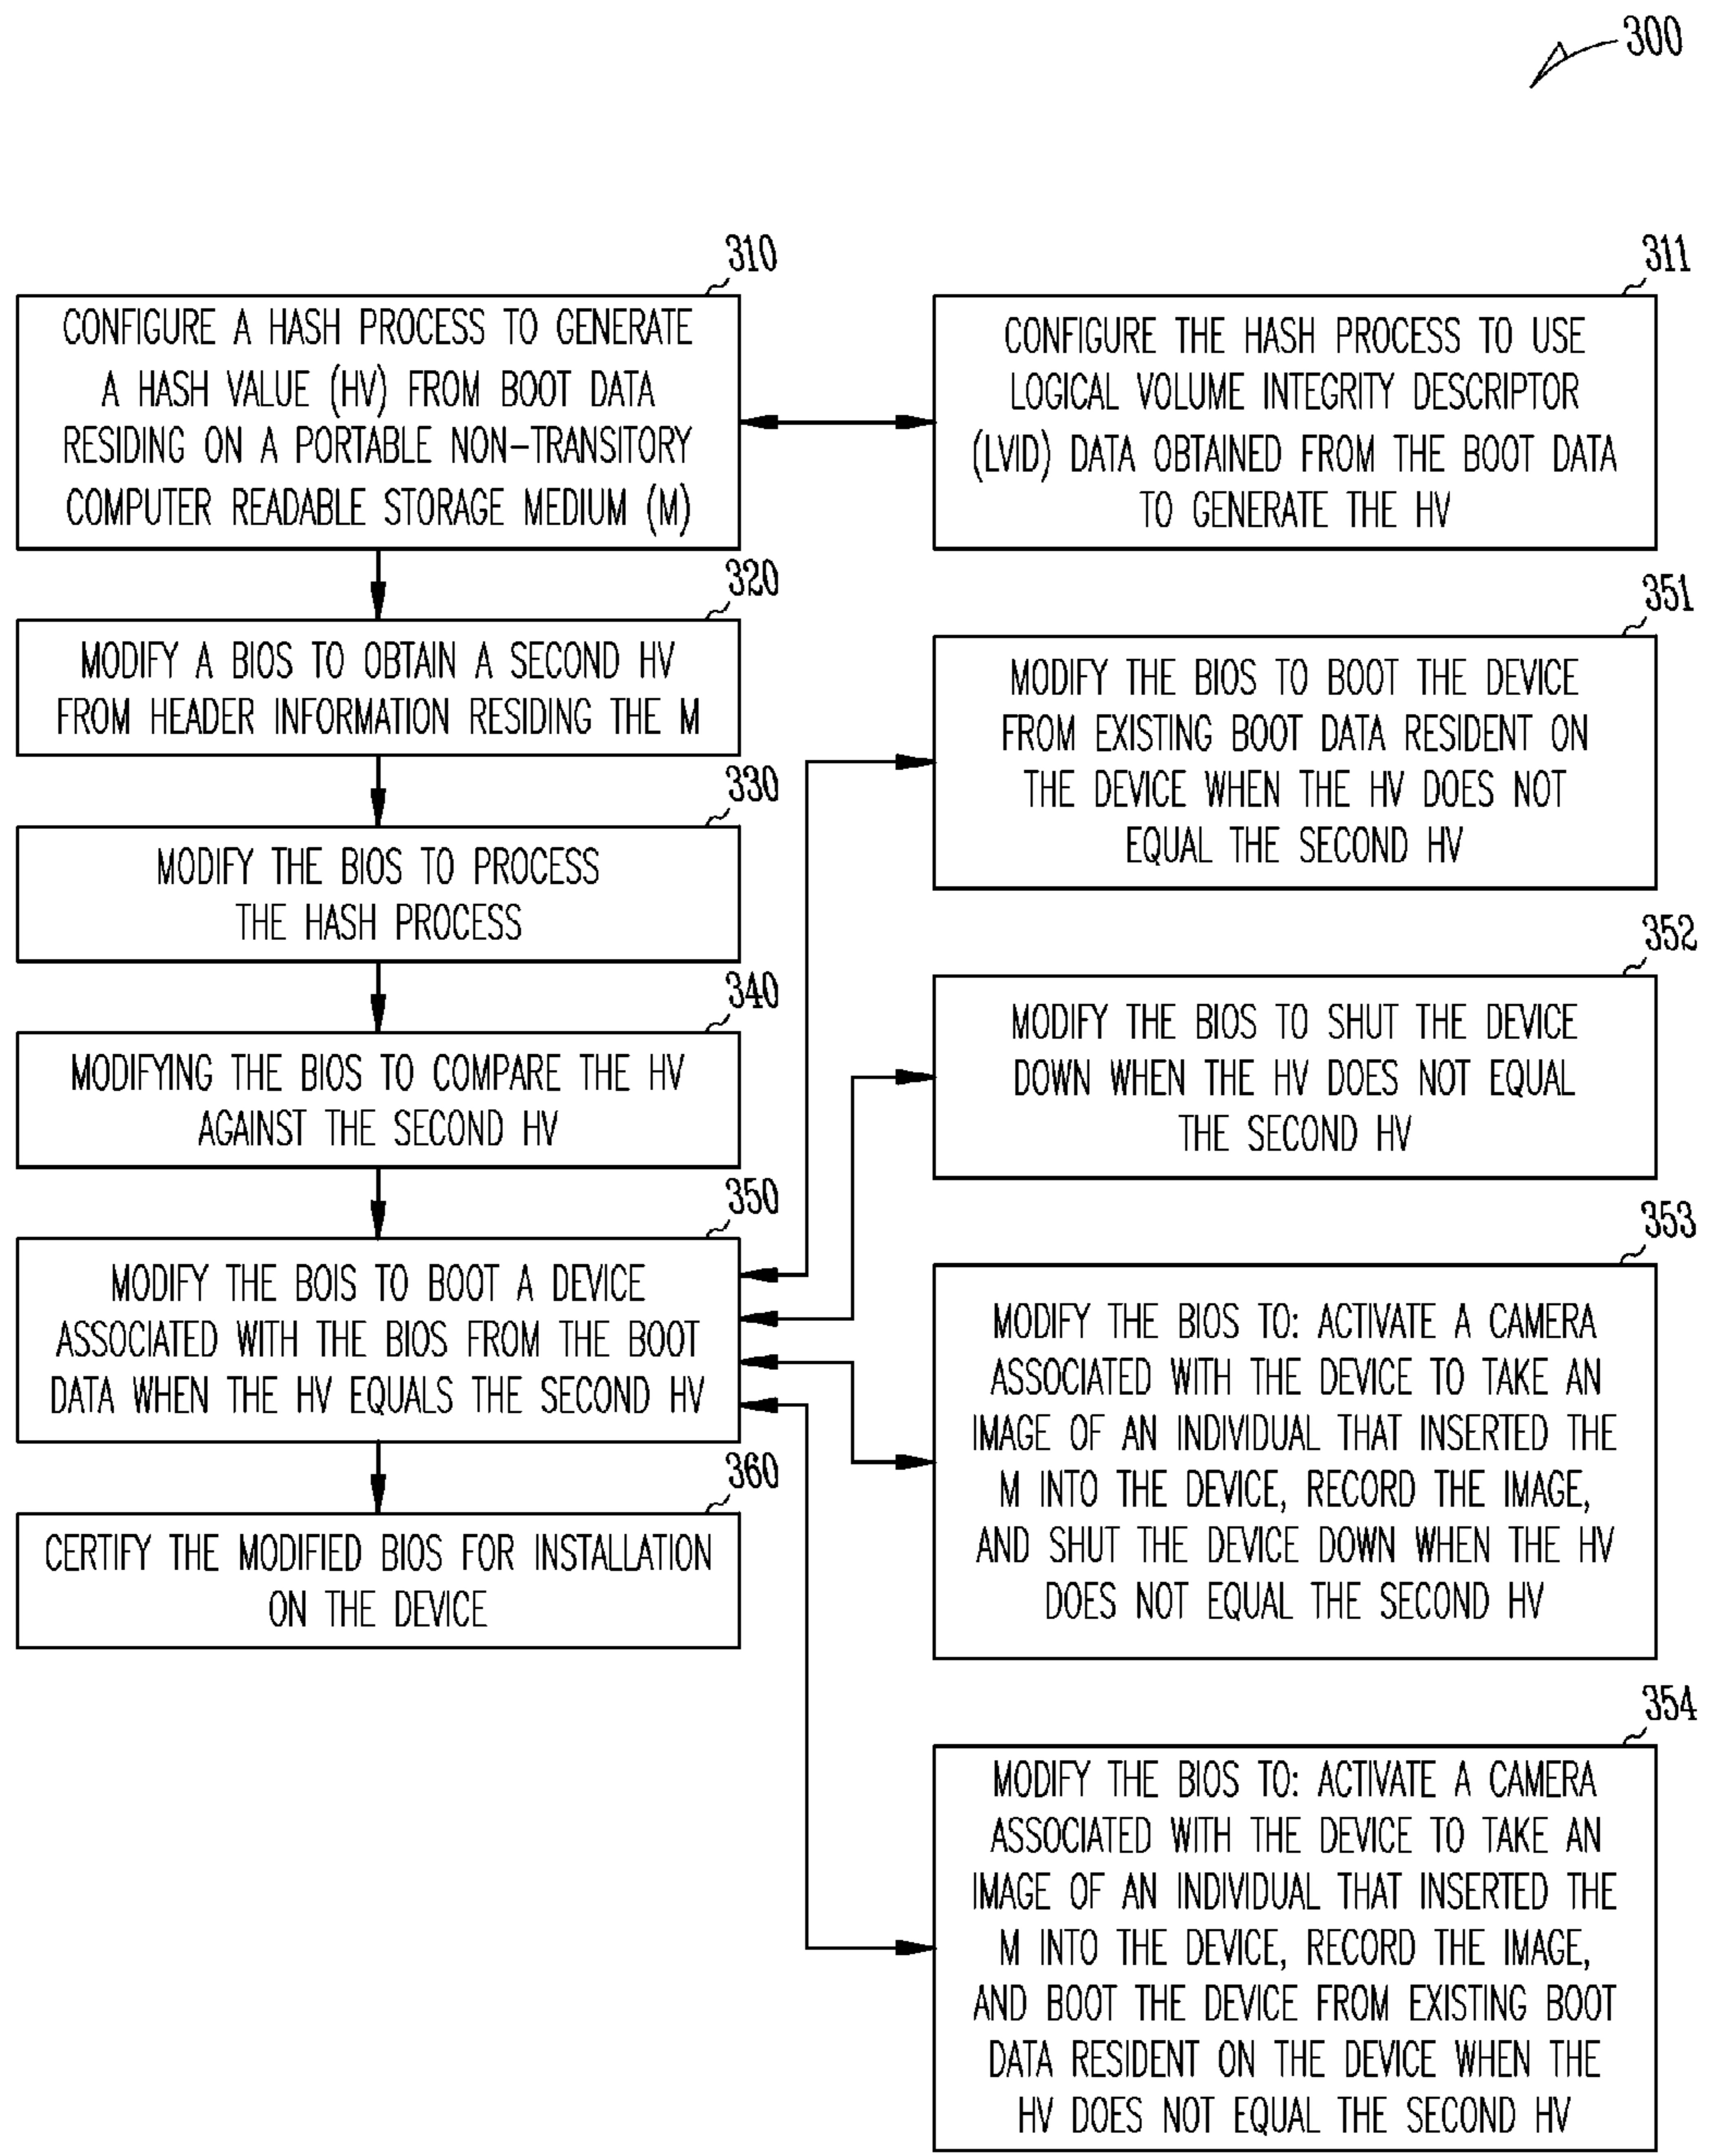 300
310
CONFIGURE A HASH PROCESS TO GENERATE
A HASH VALUE (HV) FROM BOOT DATA
RESIDING ON A PORTABLE NON-TRANSITORY
COMPUTER READABLE STORAGE MEDIUM (M)
311
CONFIGURE THE HASH PROCESS TO USE
LOGICAL VOLUME INTEGRITY DESCRIPTOR
(LVID) DATA OBTAINED FROM THE BOOT DATA
TO GENERATE THE HV
320
MODIFY A BIOS TO OBTAIN A SECOND HV
FROM HEADER INFORMATION RESIDING THE M
330
MODIFY THE BIOS TO PROCESS
THE HASH PROCESS
340
MODIFYING THE BIOS TO COMPARE THE HV
AGAINST THE SECOND HV
350
MODIFY THE BOIS TO BOOT A DEVICE
ASSOCIATED WITH THE BIOS FROM THE BOOT
DATA WHEN THE HV EQUALS THE SECOND HV
360
CERTIFY THE MODIFIED BIOS FOR INSTALLATION
ON THE DEVICE
351
MODIFY THE BIOS TO BOOT THE DEVICE
FROM EXISTING BOOT DATA RESIDENT ON
THE DEVICE WHEN THE HV DOES NOT
EQUAL THE SECOND HV
352
MODIFY THE BIOS TO SHUT THE DEVICE
DOWN WHEN THE HV DOES NOT EQUAL
THE SECOND HV
353
MODIFY THE BIOS TO: ACTIVATE A CAMERA
ASSOCIATED WITH THE DEVICE TO TAKE AN
IMAGE OF AN INDIVIDUAL THAT INSERTED THE
M INTO THE DEVICE, RECORD THE IMAGE,
AND SHUT THE DEVICE DOWN WHEN THE HV
DOES NOT EQUAL THE SECOND HV
354
MODIFY THE BIOS TO: ACTIVATE A CAMERA
ASSOCIATED WITH THE DEVICE TO TAKE AN
IMAGE OF AN INDIVIDUAL THAT INSERTED THE
M INTO THE DEVICE, RECORD THE IMAGE,
AND BOOT THE DEVICE FROM EXISTING BOOT
DATA RESIDENT ON THE DEVICE WHEN THE
HV DOES NOT EQUAL THE SECOND HV